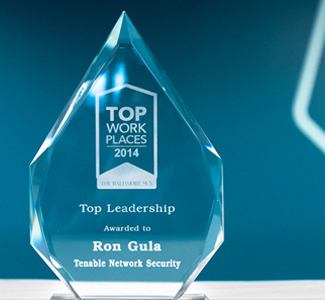 TOP
WORK
PLACES
2014
THE BALTIMORE SUN
Top Leadership
Awarded to
Ron Gula
Tenable Network Security